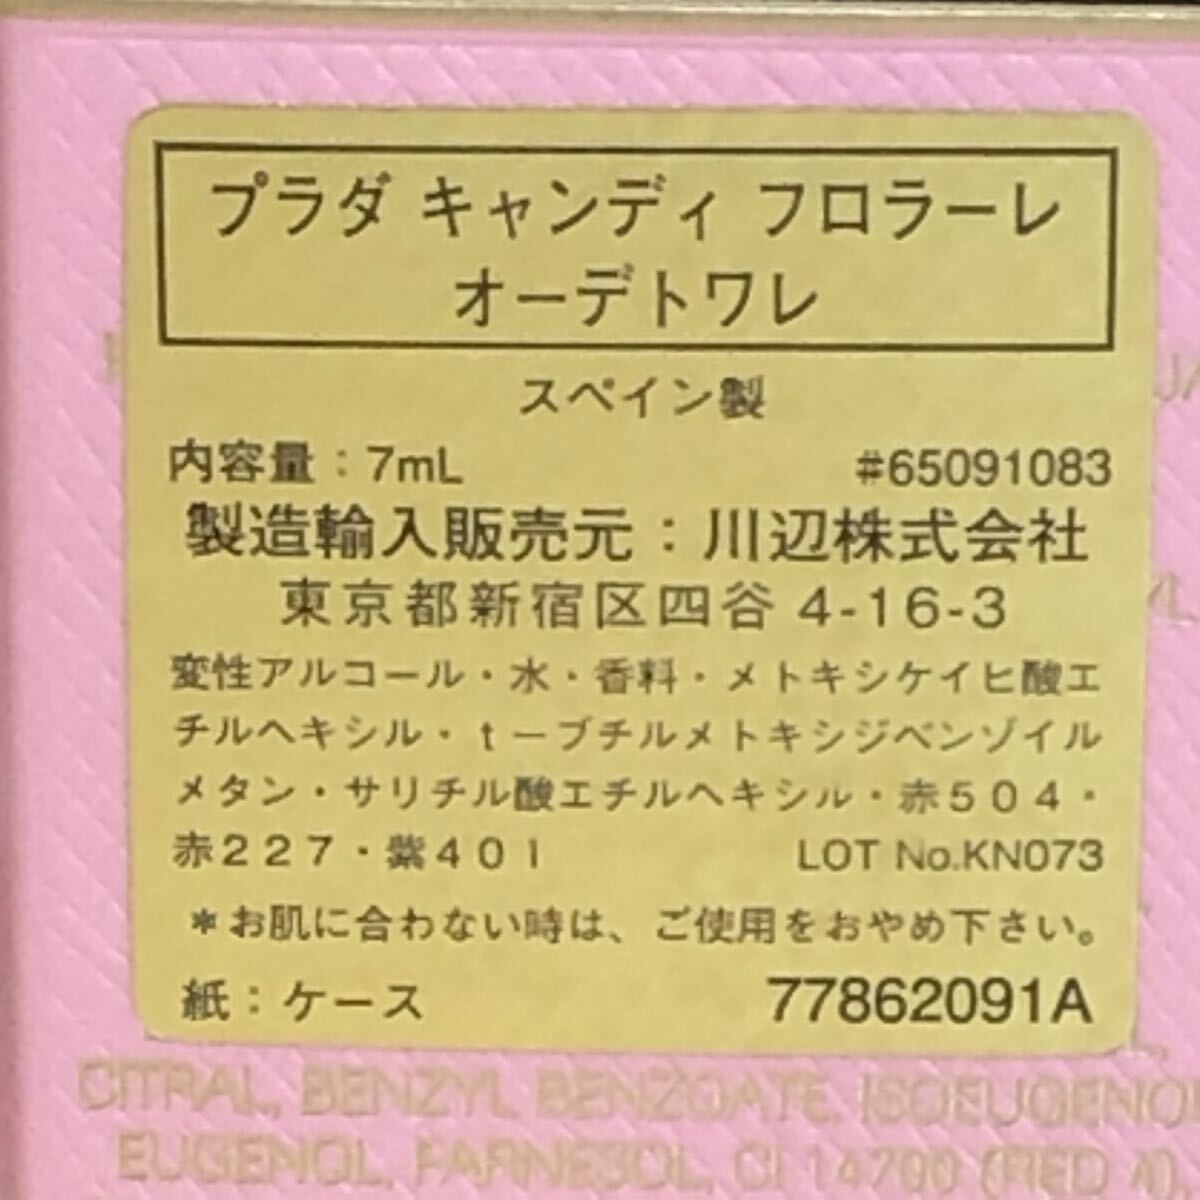 プラダ キャンディ フロラーレ
オーデトワレ
スペイン製
内容量：7mL #65091083
製造輸入販売元：川辺株式会社
東京都新宿区四谷 4-16-3
変性アルコール・水・香料・メトキシケイヒ酸エ
チルヘキシル・ｔーブチルメトキシジベンゾイル
メタン・サリチル酸エチルヘキシル・赤５０４・
赤２２７・紫４０１ LOT No.KN073
＊お肌に合わない時は、ご使用をおやめ下さい。
紙：ケース 77862091A
CITRAL, BENZYL BENZOATE, ISOEUGENOL
EUGENOL, FARNESOL, CI 14700 (RED 4),